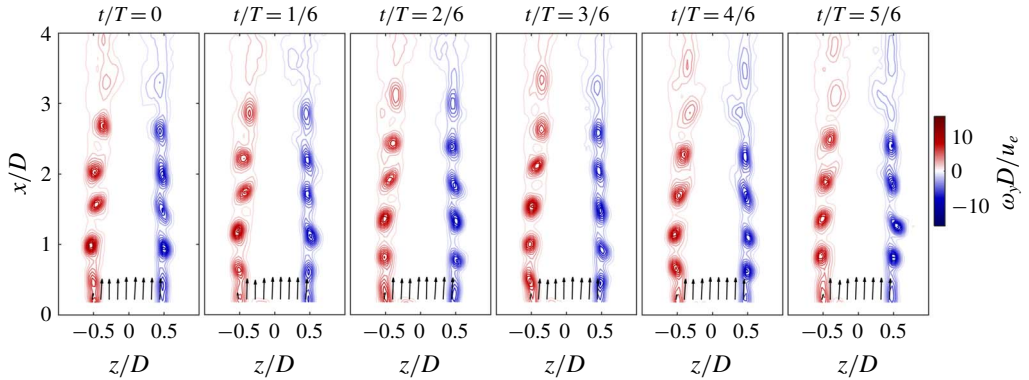 t/T = 0 t/T = 1/6 t/T = 2/6 t/T = 3/6 t/T = 4/6 t/T = 5/6
4
3
2
1
0
x/D
−0.5 0 0.5 −0.5 0 0.5 −0.5 0 0.5 −0.5 0 0.5 −0.5 0 0.5 −0.5 0 0.5
z/D z/D z/D z/D z/D z/D
10
0
−10
ω_y D/u_e